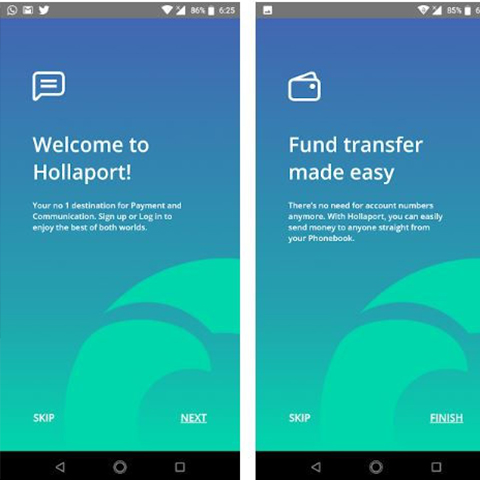 86% 6:25
Welcome to
Hollaport!
Your no 1 destination for Payment and
Communication. Sign up or Log in to
enjoy the best of both worlds.
SKIP
NEXT
85%
Fund transfer
made easy
There's no need for account numbers
anymore. With Hollaport, you can easily
send money to anyone straight from
your Phonebook.
SKIP
FINISH